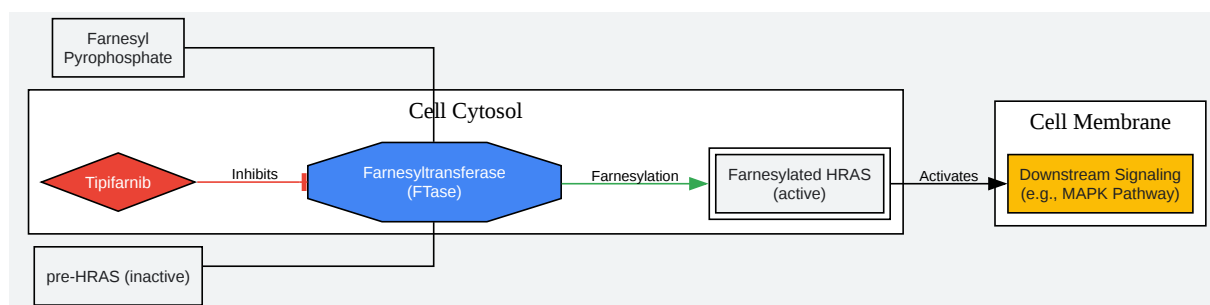 Farnesyl
Pyrophosphate
Cell Cytosol
Cell Membrane
Tipifarnib
Inhibits
Farnesyltransferase
(FTase)
Farnesylation
Farnesylated HRAS
(active)
Activates
Downstream Signaling
(e.g., MAPK Pathway)
pre-HRAS (inactive)